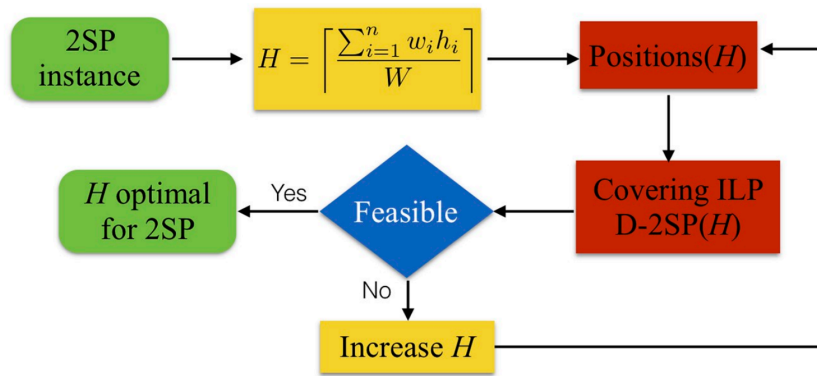 2SP
instance
H = ⌈ ∑ⁿᵢ₌₁ wᵢhᵢ / W ⌉
Positions(H)
Covering ILP
D-2SP(H)
Feasible
Yes
H optimal
for 2SP
No
Increase H